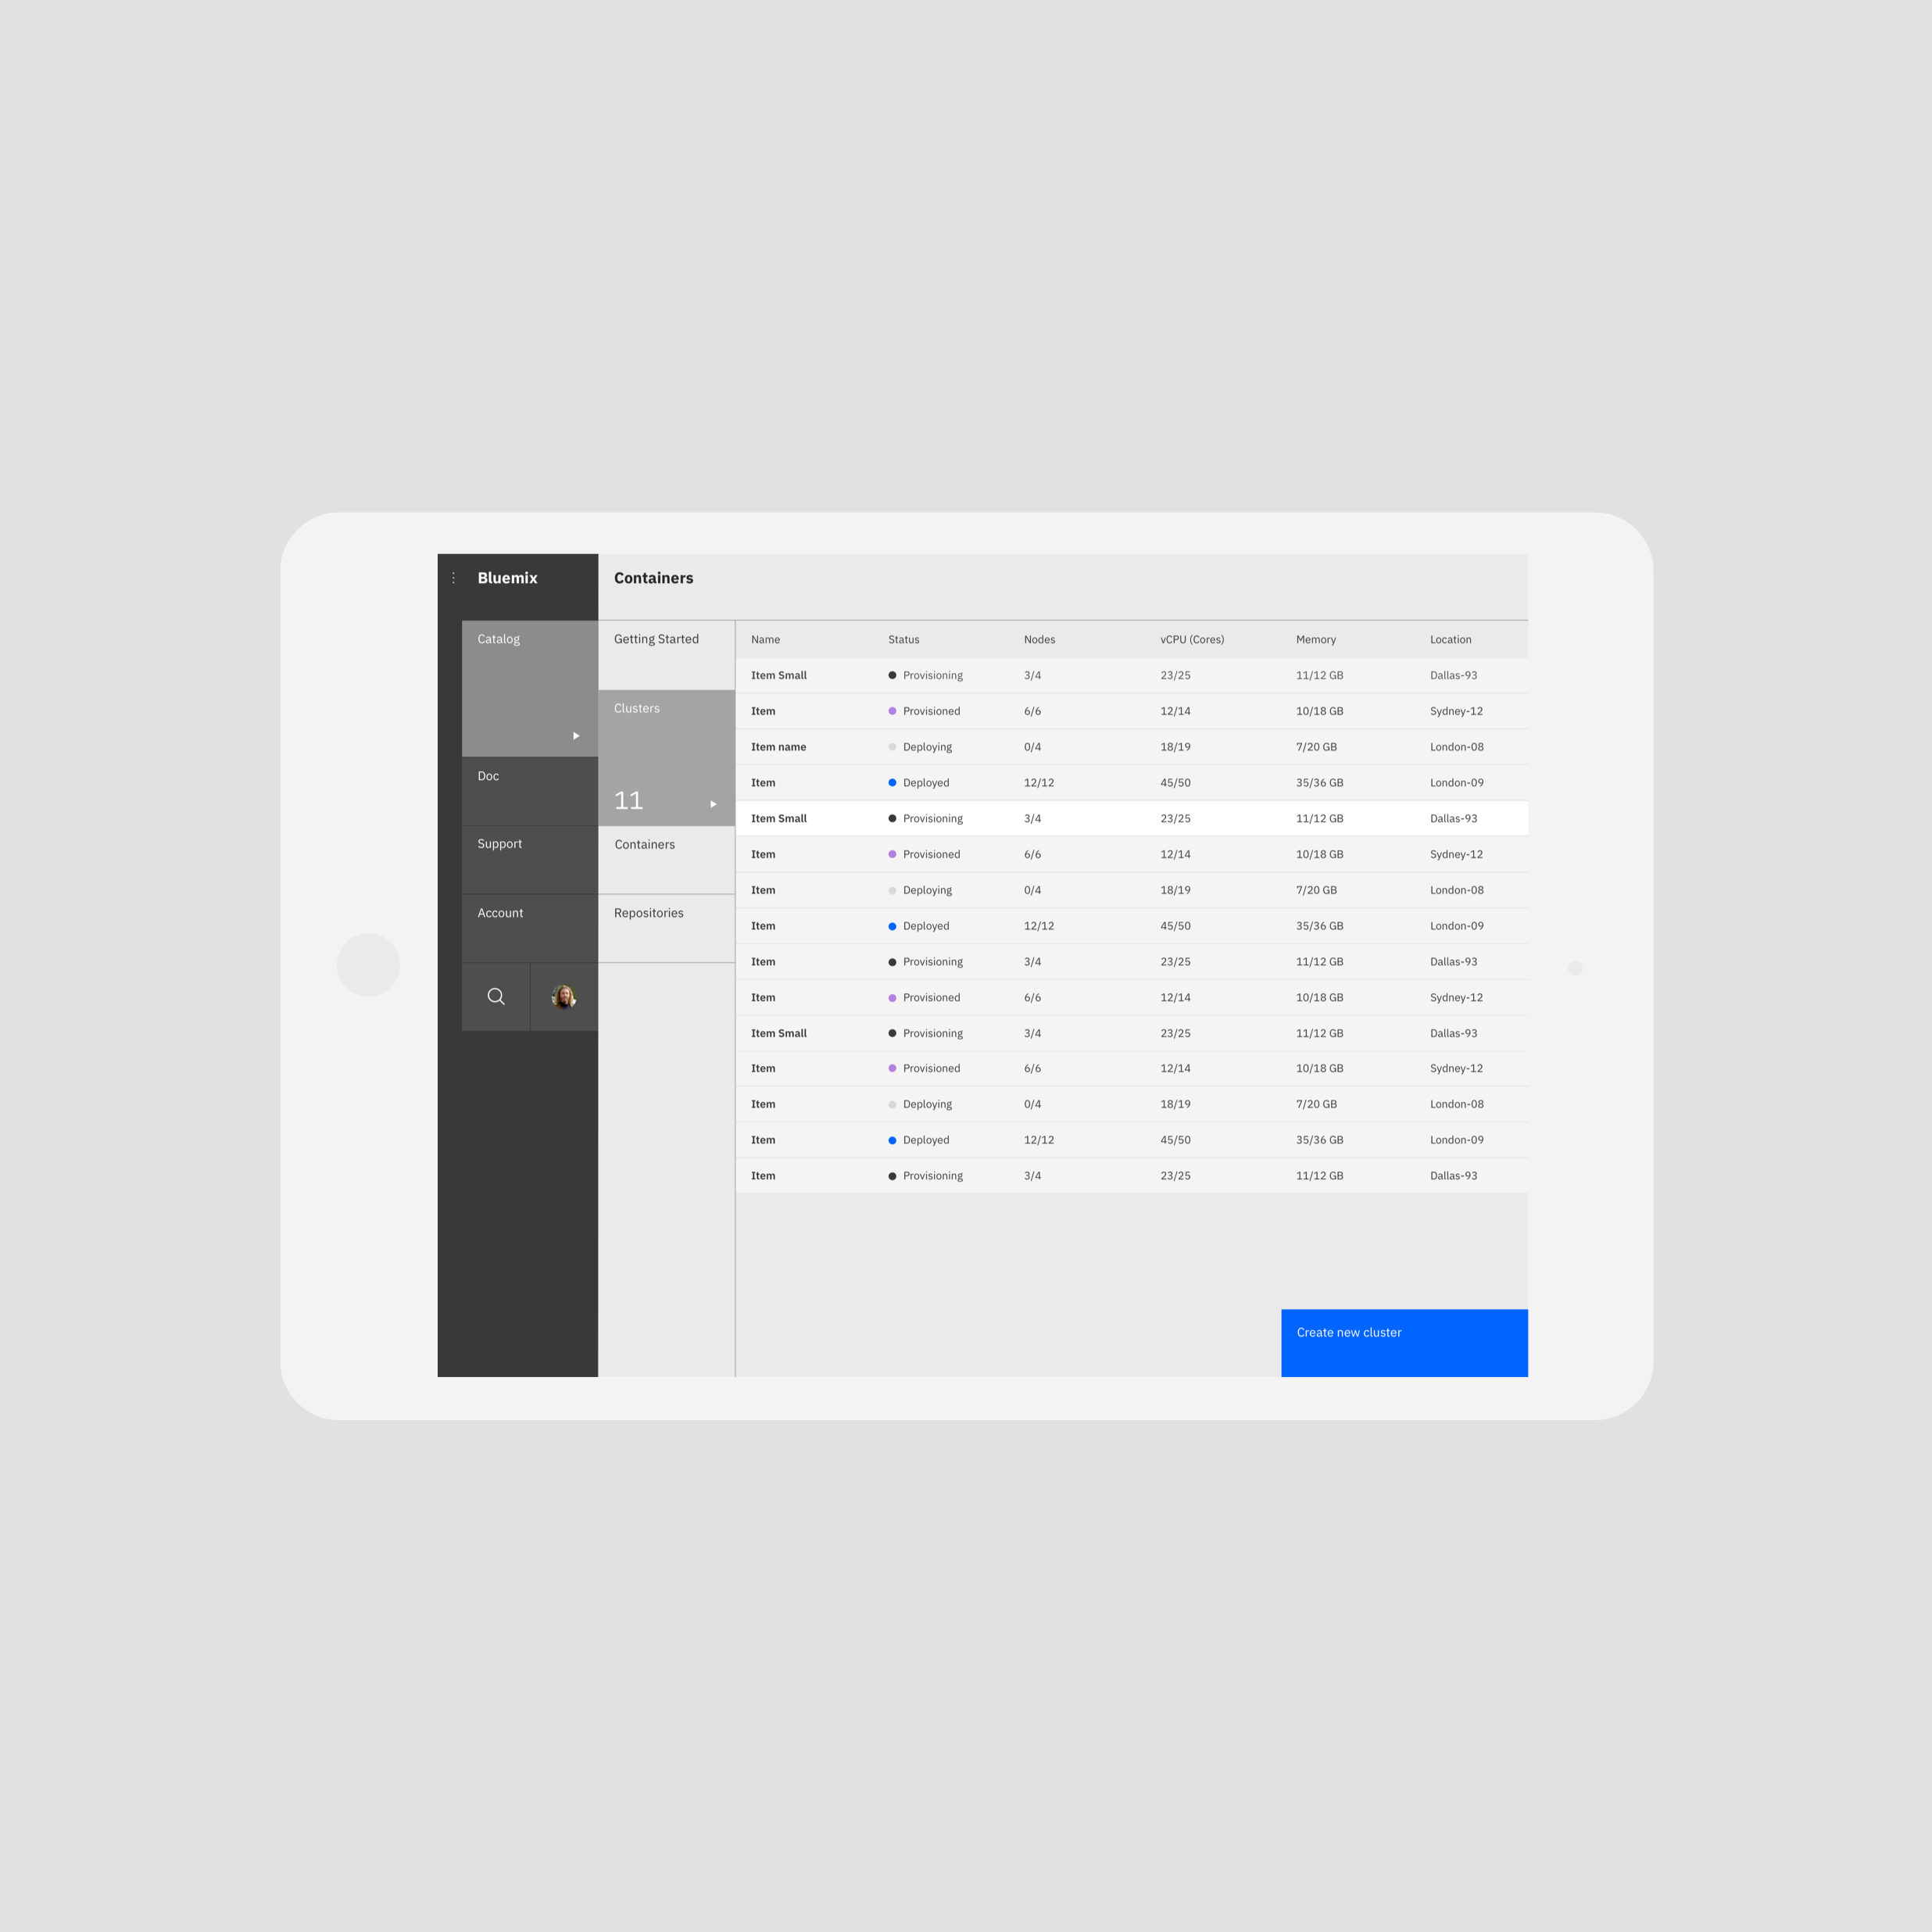 Bluemix
Containers
Catalog
Doc
Support
Account
Getting Started
Clusters
11
Containers
Repositories
Name Status Nodes vCPU (Cores) Memory Location
Item Small Provisioning 3/4 23/25 11/12 GB Dallas-93
Item Provisioned 6/6 12/14 10/18 GB Sydney-12
Item name Deploying 0/4 18/19 7/20 GB London-08
Item Deployed 12/12 45/50 35/36 GB London-09
Item Small Provisioning 3/4 23/25 11/12 GB Dallas-93
Item Provisioned 6/6 12/14 10/18 GB Sydney-12
Item Deploying 0/4 18/19 7/20 GB London-08
Item Deployed 12/12 45/50 35/36 GB London-09
Item Provisioning 3/4 23/25 11/12 GB Dallas-93
Item Provisioned 6/6 12/14 10/18 GB Sydney-12
Item Small Provisioning 3/4 23/25 11/12 GB Dallas-93
Item Provisioned 6/6 12/14 10/18 GB Sydney-12
Item Deploying 0/4 18/19 7/20 GB London-08
Item Deployed 12/12 45/50 35/36 GB London-09
Item Provisioning 3/4 23/25 11/12 GB Dallas-93
Create new cluster